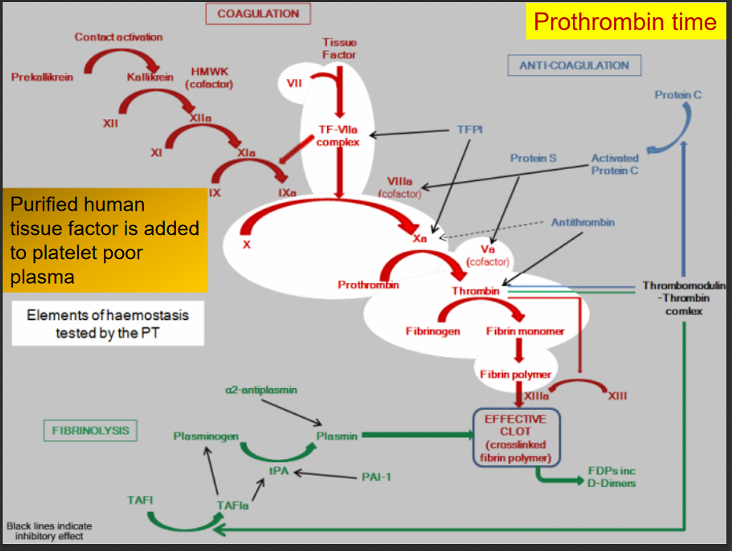 COAGULATION
Prothrombin time
Contact activation
Tissue
Factor
ANTI-COAGULATION
Prekallikrein
Kallikrein
HMWK
(cofactor)
VII
Protein C
XII
XIIa
TF-VIIa
complex
TFPI
XI
XIa
Protein S
Activated
Protein C
IX
IXa
VIIIa
(cofactor)
Purified human
tissue factor is added
to platelet poor
plasma
X
Xa
Antithrombin
Va
(cofactor)
Prothrombin
Thrombin
Thrombomodulin
-Thrombin
comlex
Elements of haemostasis
tested by the PT
Fibrinogen
Fibrin monomer
Fibrin polymer
XIIIa
XIII
α2-antiplasmin
EFFECTIVE
CLOT
(crosslinked
fibrin polymer)
FIBRINOLYSIS
Plasminogen
Plasmin
tPA
PAI-1
FDPs inc
D-Dimers
TAFI
TAFIa
Black lines indicate
inhibitory effect